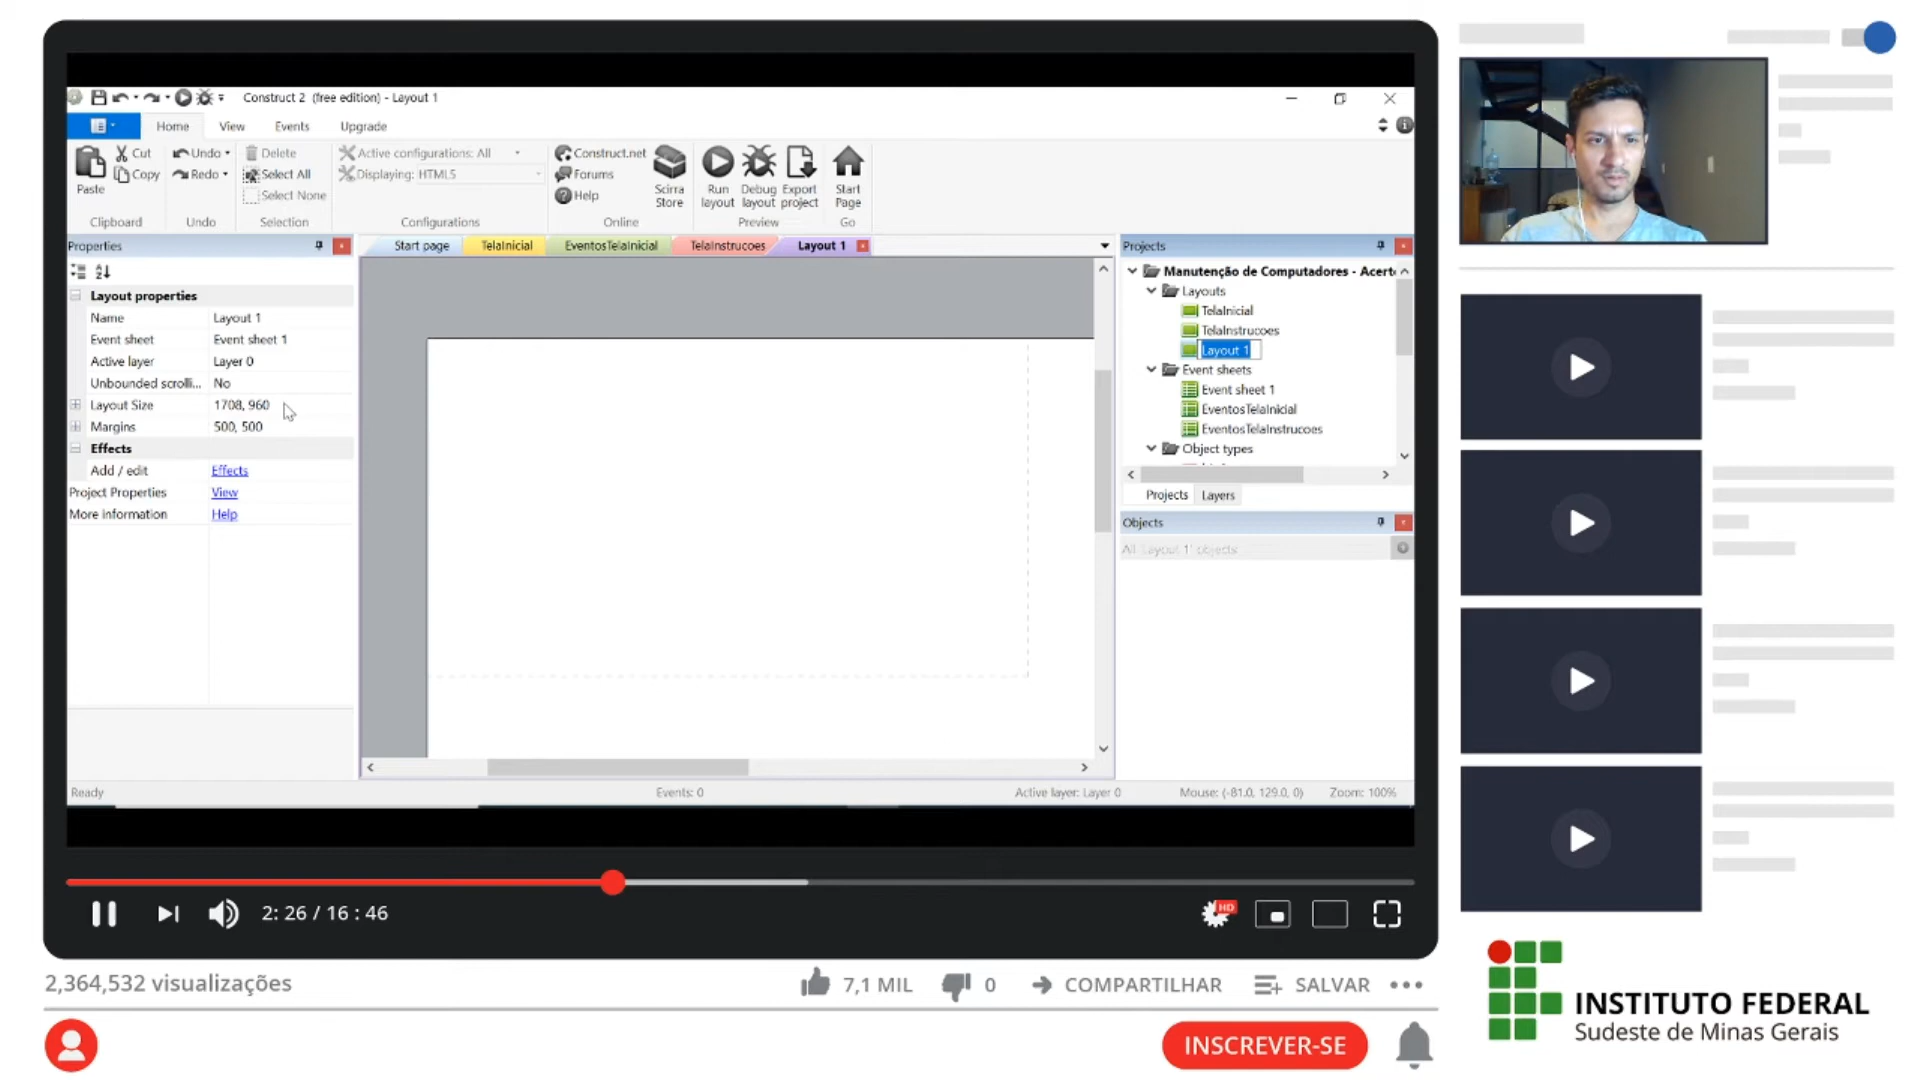 Construct 2 (free edition) - Layout 1
Home View Events Upgrade
Paste
Cut
Copy
Clipboard
Undo
Redo
Undo
Delete
Select All
Select None
Selection
Active configurations: All
Displaying: HTML5
Configurations
Construct.net
Forums
Help
Scirra Store
Online
Run layout
Debug layout
Export project
Preview
Start Page
Go
Properties
Start page TelaInicial EventosTelaInicial TelaInstrucoes Layout 1
Projects
Layout properties
Name Layout 1
Event sheet Event sheet 1
Active layer Layer 0
Unbounded scrolli... No
Layout Size 1708, 960
Margins 500, 500
Effects
Add / edit Effects
Project Properties View
More information Help
Manutenção de Computadores - Acert
Layouts
TelaInicial
TelaInstrucoes
Layout 1
Event sheets
Event sheet 1
EventosTelaInicial
EventosTelaInstrucoes
Object types
Projects Layers
Objects
All 'Layout 1' objects
Ready Events: 0 Active layer: Layer 0 Mouse: (-81.0, 129.0, 0) Zoom: 100%
2: 26 / 16 : 46
HD
2,364,532 visualizações 7,1 MIL 0 COMPARTILHAR SALVAR
INSCREVER-SE
INSTITUTO FEDERAL
Sudeste de Minas Gerais